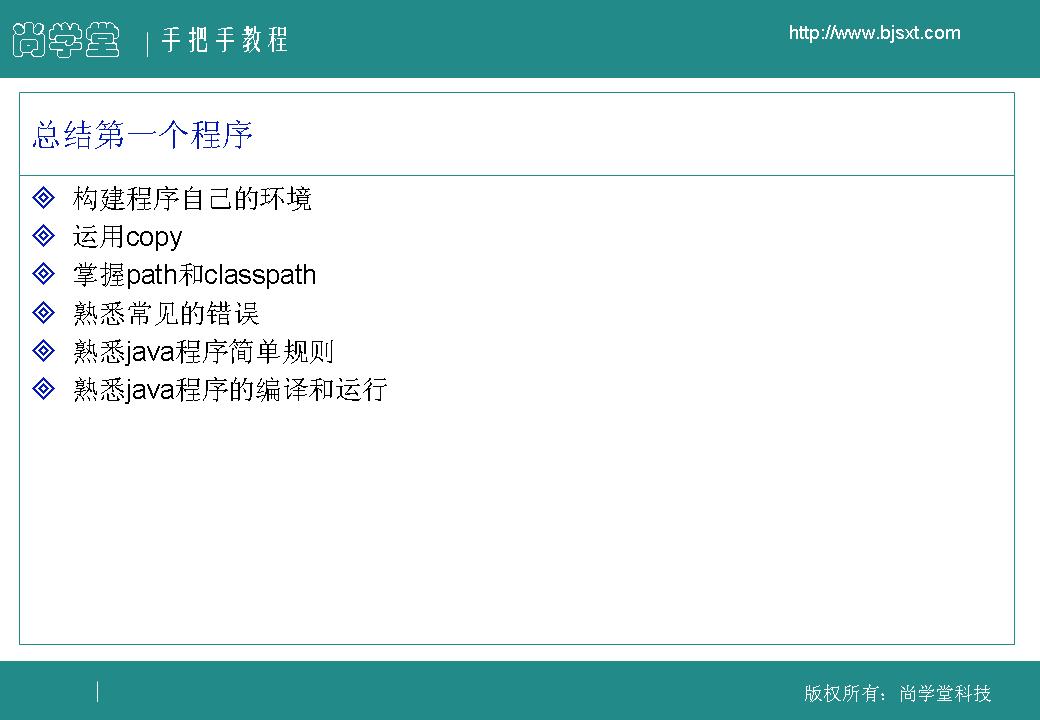 尚学堂 | 手把手教程
http://www.bjsxt.com
总结第一个程序
构建程序自己的环境
运用copy
掌握path和classpath
熟悉常见的错误
熟悉java程序简单规则
熟悉java程序的编译和运行
版权所有：尚学堂科技